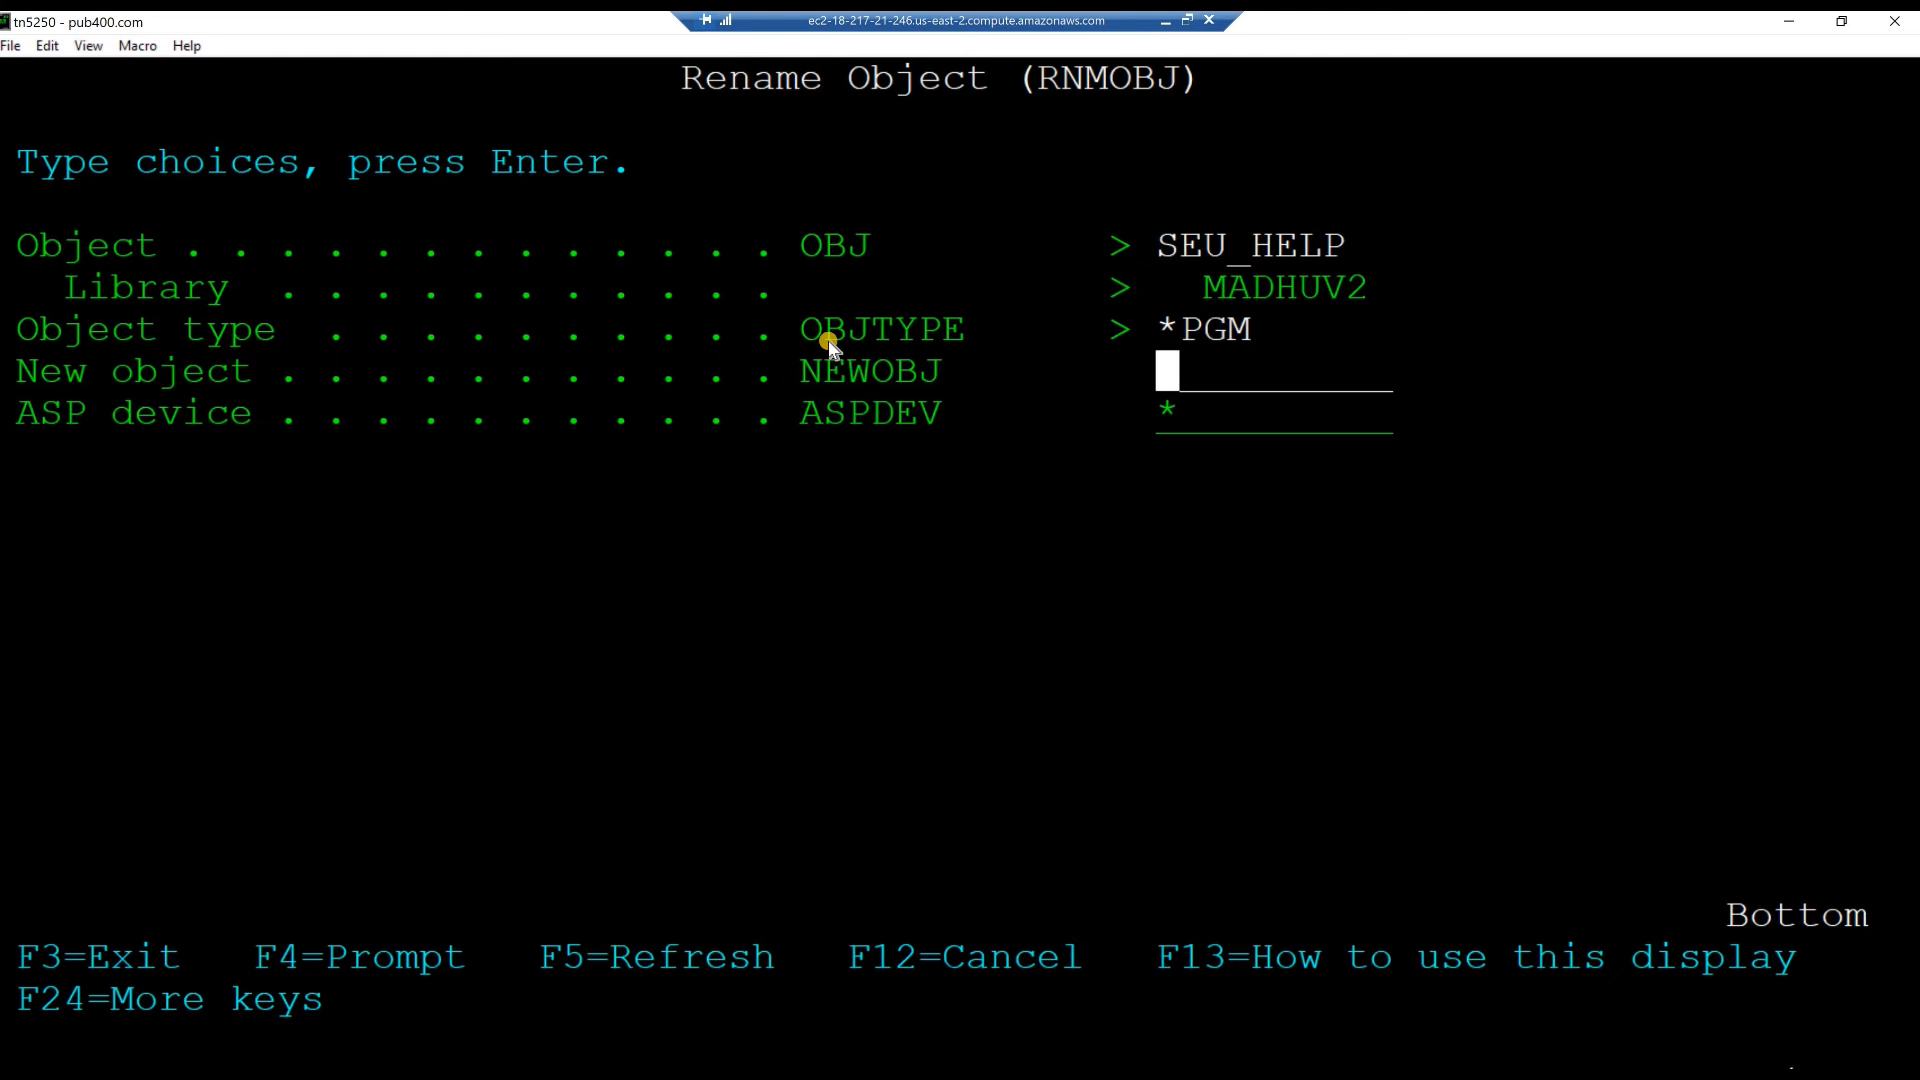 tn5250 - pub400.com
ec2-18-217-21-246.us-east-2.compute.amazonaws.com
File Edit View Macro Help
Rename Object (RNMOBJ)
Type choices, press Enter.
Object . . . . . . . . . . . . . OBJ > SEU_HELP
Library . . . . . . . . . . . > MADHUV2
Object type . . . . . . . . . . OBJTYPE > *PGM
New object . . . . . . . . . . . NEWOBJ
ASP device . . . . . . . . . . . ASPDEV *
Bottom
F3=Exit F4=Prompt F5=Refresh F12=Cancel F13=How to use this display
F24=More keys